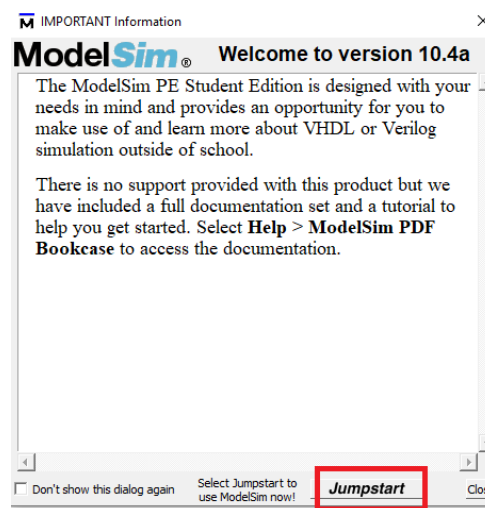 IMPORTANT Information
ModelSim ® Welcome to version 10.4a
The ModelSim PE Student Edition is designed with your
needs in mind and provides an opportunity for you to
make use of and learn more about VHDL or Verilog
simulation outside of school.
There is no support provided with this product but we
have included a full documentation set and a tutorial to
help you get started. Select Help > ModelSim PDF
Bookcase to access the documentation.
Don't show this dialog again
Select Jumpstart to
use ModelSim now!
Jumpstart
Clos